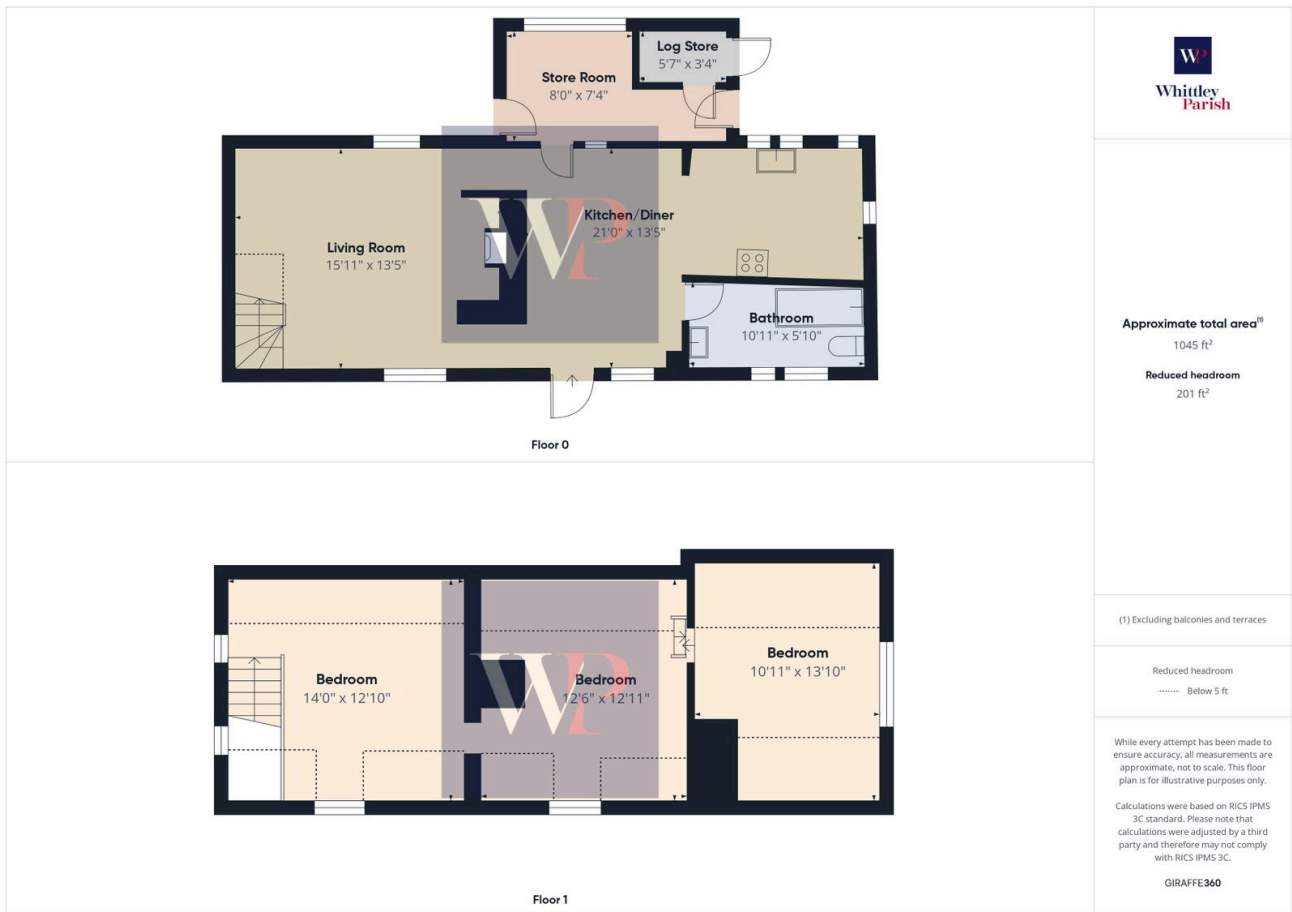 Log Store
5'7" x 3'4"
Store Room
8'0" x 7'4"
Kitchen/Diner
21'0" x 13'5"
Living Room
15'11" x 13'5"
Bathroom
10'11" x 5'10"
WP
Floor 0
Bedroom
14'0" x 12'10"
Bedroom
12'6" x 12'11"
Bedroom
10'11" x 13'10"
WP
Floor 1
WP
Whittley
Parish
Approximate total area⁽¹⁾
1045 ft²
Reduced headroom
201 ft²
(1) Excluding balconies and terraces
Reduced headroom
Below 5 ft
While every attempt has been made to
ensure accuracy, all measurements are
approximate, not to scale. This floor
plan is for illustrative purposes only.
Calculations were based on RICS IPMS
3C standard. Please note that
calculations were adjusted by a third
party and therefore may not comply
with RICS IPMS 3C.
GIRAFFE360